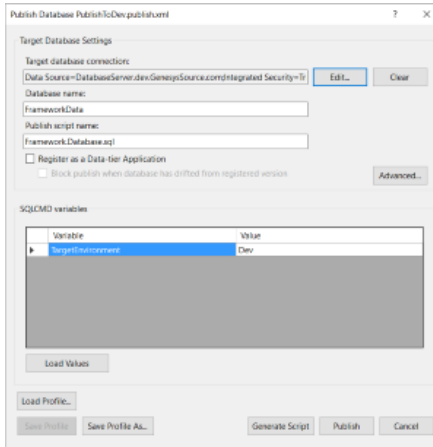 Publish Database PublishToDev.publish.xml ? ×
Target Database Settings
Target database connection:
Data Source=DatabaseServer.dev.GenesysSource.com;Integrated Security=Tr Edit... Clear
Database name:
FrameworkData
Publish script name:
Framework.Database.sql
Register as a Data-tier Application
Block publish when database has drifted from registered version
Advanced...
SQLCMD variables
Variable Value
TargetEnvironment Dev
Load Values
Load Profile...
Save Profile Save Profile As... Generate Script Publish Cancel